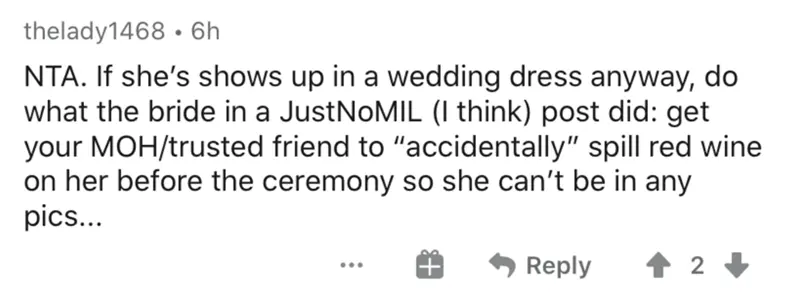 thelady1468 • 6h
NTA. If she’s shows up in a wedding dress anyway, do
what the bride in a JustNoMIL (I think) post did: get
your MOH/trusted friend to “accidentally” spill red wine
on her before the ceremony so she can’t be in any
pics...
... Reply 2